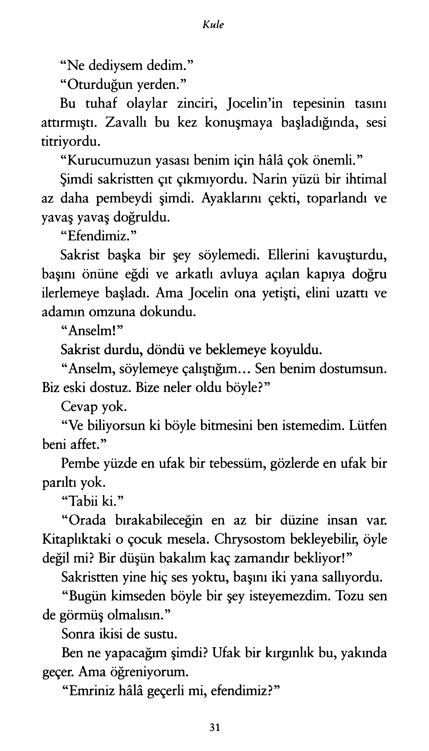 Kule
“Ne dediysem dedim.”
“Oturduğun yerden.”
Bu tuhaf olaylar zinciri, Jocelin’in tepesinin tasını
attırmıştı. Zavallı bu kez konuşmaya başladığında, sesi
titriyordu.
“Kurucumuzun yasası benim için hâlâ çok önemli.”
Şimdi sakristten çıt çıkmıyordu. Narin yüzü bir ihtimal
az daha pembeydi şimdi. Ayaklarını çekti, toparlandı ve
yavaş yavaş doğruldu.
“Efendimiz.”
Sakrist başka bir şey söylemedi. Ellerini kavuşturdu,
başını önüne eğdi ve arkatlı avluya açılan kapıya doğru
ilerlemeye başladı. Ama Jocelin ona yetişti, elini uzattı ve
adamın omzuna dokundu.
“Anselm!”
Sakrist durdu, döndü ve beklemeye koyuldu.
“Anselm, söylemeye çalıştığım... Sen benim dostumsun.
Biz eski dostuz. Bize neler oldu böyle?”
Cevap yok.
“Ve biliyorsun ki böyle bitmesini ben istemedim. Lütfen
beni affet.”
Pembe yüzde en ufak bir tebessüm, gözlerde en ufak bir
parıltı yok.
“Tabii ki.”
“Orada bırakabileceğin en az bir düzine insan var.
Kitaplıktaki o çocuk mesela. Chrysostom bekleyebilir, öyle
değil mi? Bir düşün bakalım kaç zamandır bekliyor!”
Sakristten yine hiç ses yoktu, başını iki yana sallıyordu.
“Bugün kimseden böyle bir şey isteyemezdim. Tozu sen
de görmüş olmalısın.”
Sonra ikisi de sustu.
Ben ne yapacağım şimdi? Ufak bir kırgınlık bu, yakında
geçer. Ama öğreniyorum.
“Emriniz hâlâ geçerli mi, efendimiz?”
31